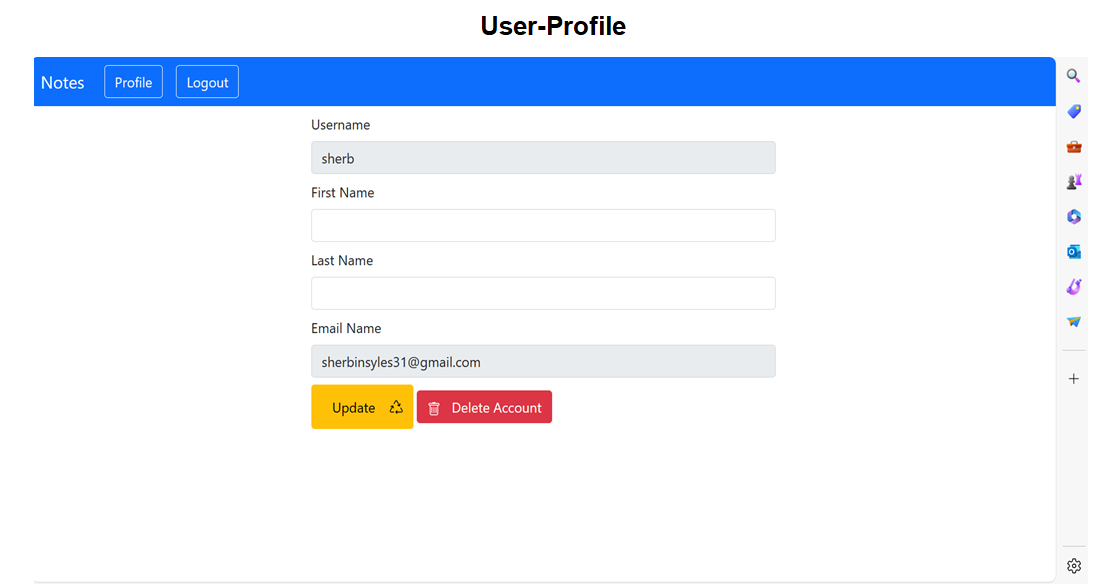 User-Profile
Notes Profile Logout
Username
sherb
First Name
Last Name
Email Name
sherbinsyles31@gmail.com
Update Delete Account